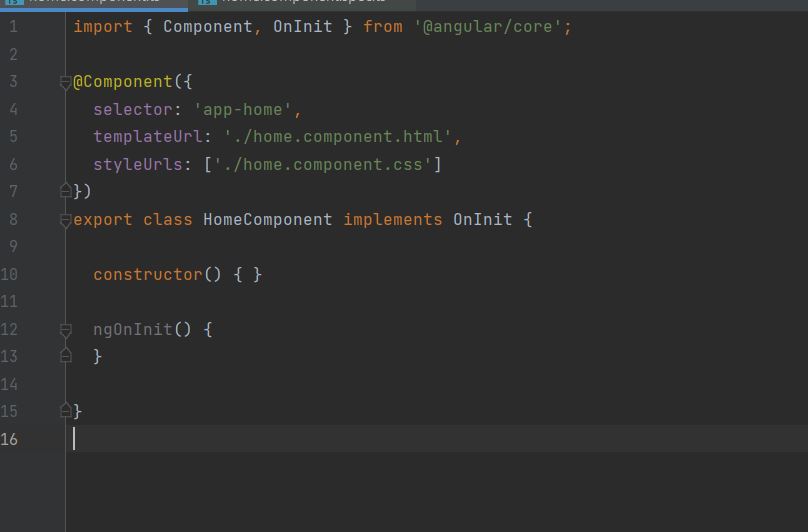 1 import { Component, OnInit } from '@angular/core';
2
3 @Component({
4   selector: 'app-home',
5   templateUrl: './home.component.html',
6   styleUrls: ['./home.component.css']
7 })
8 export class HomeComponent implements OnInit {
9
10   constructor() { }
11
12   ngOnInit() {
13   }
14
15 }
16